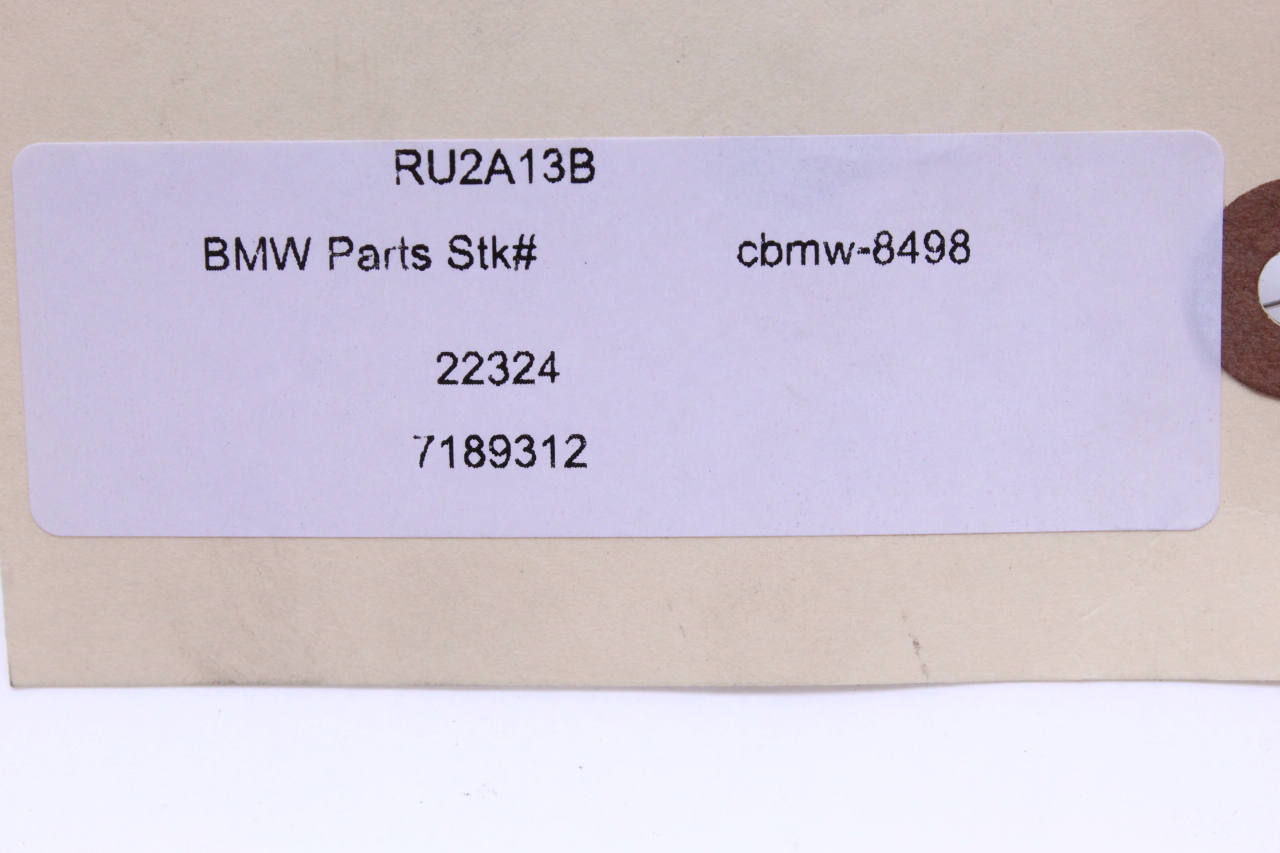 RU2A13B
BMW Parts Stk# cbmw-8498
22324
7189312